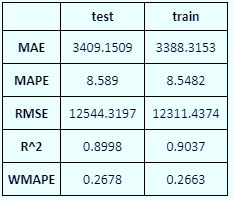 test train
MAE 3409.1509 3388.3153
MAPE 8.589 8.5482
RMSE 12544.3197 12311.4374
R^2 0.8998 0.9037
WMAPE 0.2678 0.2663